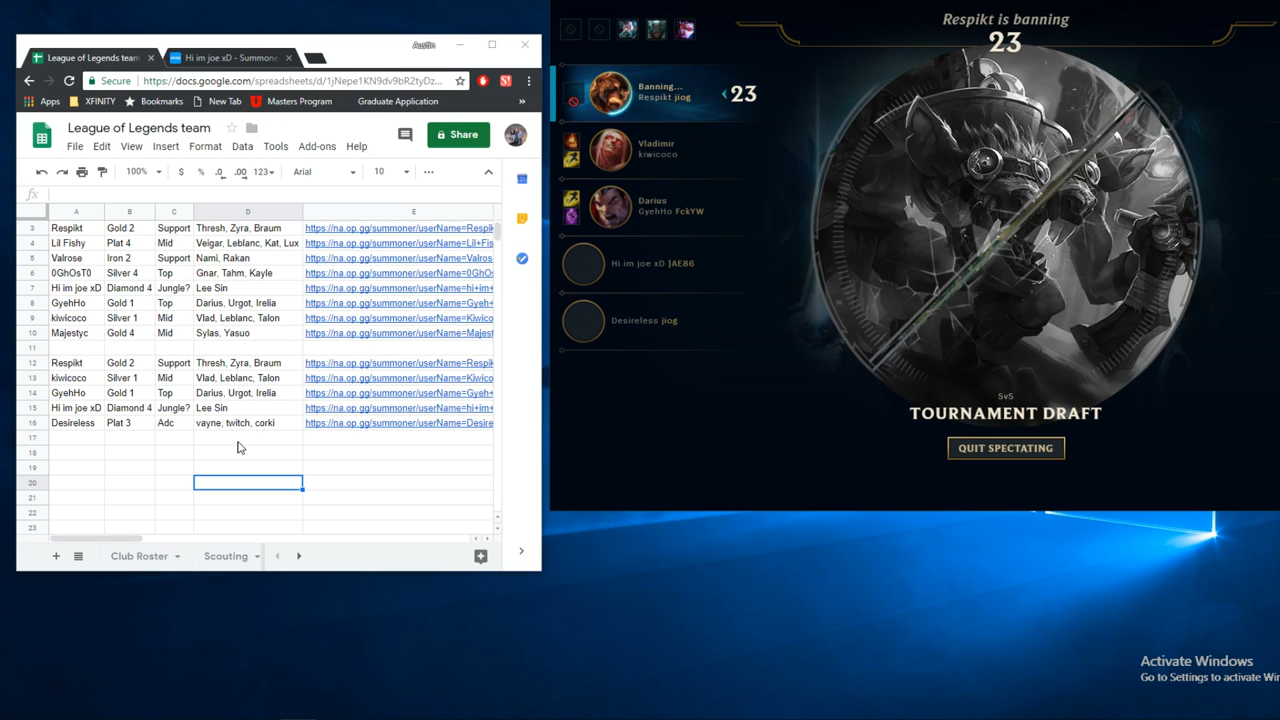 Austin
League of Legends team
Hi im joe xD - Summone
Secure
https://docs.google.com/spreadsheets/d/1jNepe1KN9dv9bR2tyDz...
Apps XFINITY Bookmarks New Tab Masters Program Graduate Application »
League of Legends team
Share
File Edit View Insert Format Data Tools Add-ons Help
100% $ % .0 .00 123 Arial 10
fx
A B C D E
3 Respikt Gold 2 Support Thresh, Zyra, Braum https://na.op.gg/summoner/userName=Respik
4 Lil Fishy Plat 4 Mid Veigar, Leblanc, Kat, Lux https://na.op.gg/summoner/userName=Lil+Fis
5 Valrose Iron 2 Support Nami, Rakan https://na.op.gg/summoner/userName=Valros
6 0GhOsT0 Silver 4 Top Gnar, Tahm, Kayle https://na.op.gg/summoner/userName=0GhOs
7 Hi im joe xD Diamond 4 Jungle? Lee Sin https://na.op.gg/summoner/userName=hi+im+
8 GyehHo Gold 1 Top Darius, Urgot, Irelia https://na.op.gg/summoner/userName=Gyeh+
9 kiwicoco Silver 1 Mid Vlad, Leblanc, Talon https://na.op.gg/summoner/userName=Kiwico
10 Majestyc Gold 4 Mid Sylas, Yasuo https://na.op.gg/summoner/userName=Majest
11
12 Respikt Gold 2 Support Thresh, Zyra, Braum https://na.op.gg/summoner/userName=Respik
13 kiwicoco Silver 1 Mid Vlad, Leblanc, Talon https://na.op.gg/summoner/userName=Kiwico
14 GyehHo Gold 1 Top Darius, Urgot, Irelia https://na.op.gg/summoner/userName=Gyeh+
15 Hi im joe xD Diamond 4 Jungle? Lee Sin https://na.op.gg/summoner/userName=hi+im+
16 Desireless Plat 3 Adc vayne, twitch, corki https://na.op.gg/summoner/userName=Desire
17
18
19
20
21
22
23
Club Roster Scouting
Respikt is banning
23
Banning...
Respikt jiog
23
Vladimir
kiwicoco
Darius
GyehHo FckYW
Hi im joe xD JAE86
Desireless jiog
5v5
TOURNAMENT DRAFT
QUIT SPECTATING
Activate Windows
Go to Settings to activate Win